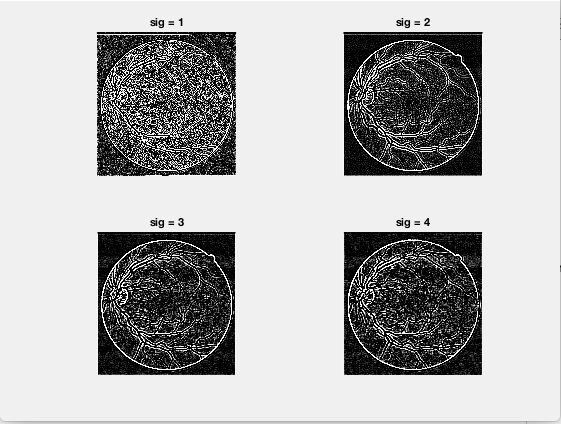 sig = 1
sig = 2
sig = 3
sig = 4